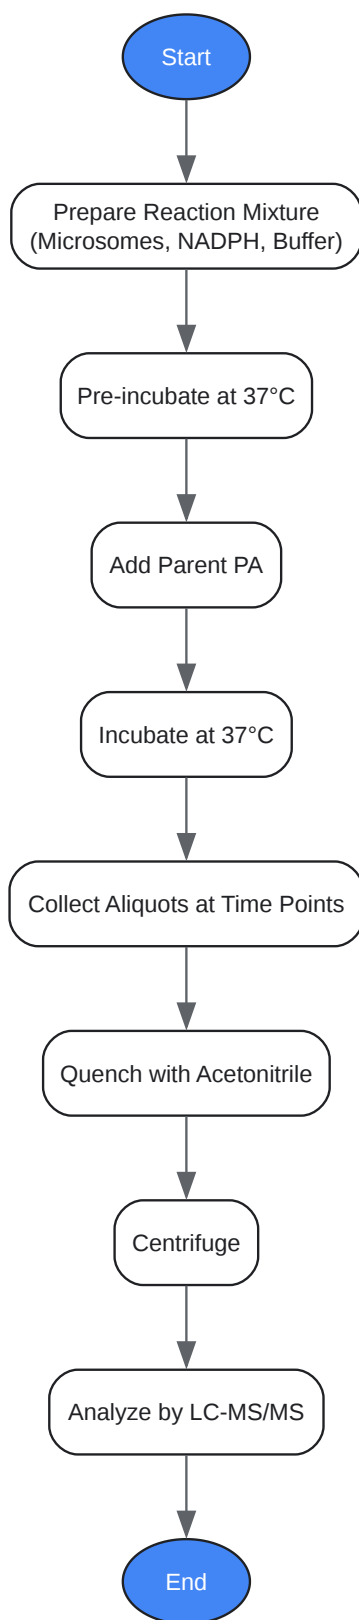 Start
Prepare Reaction Mixture
(Microsomes, NADPH, Buffer)
Pre-incubate at 37°C
Add Parent PA
Incubate at 37°C
Collect Aliquots at Time Points
Quench with Acetonitrile
Centrifuge
Analyze by LC-MS/MS
End